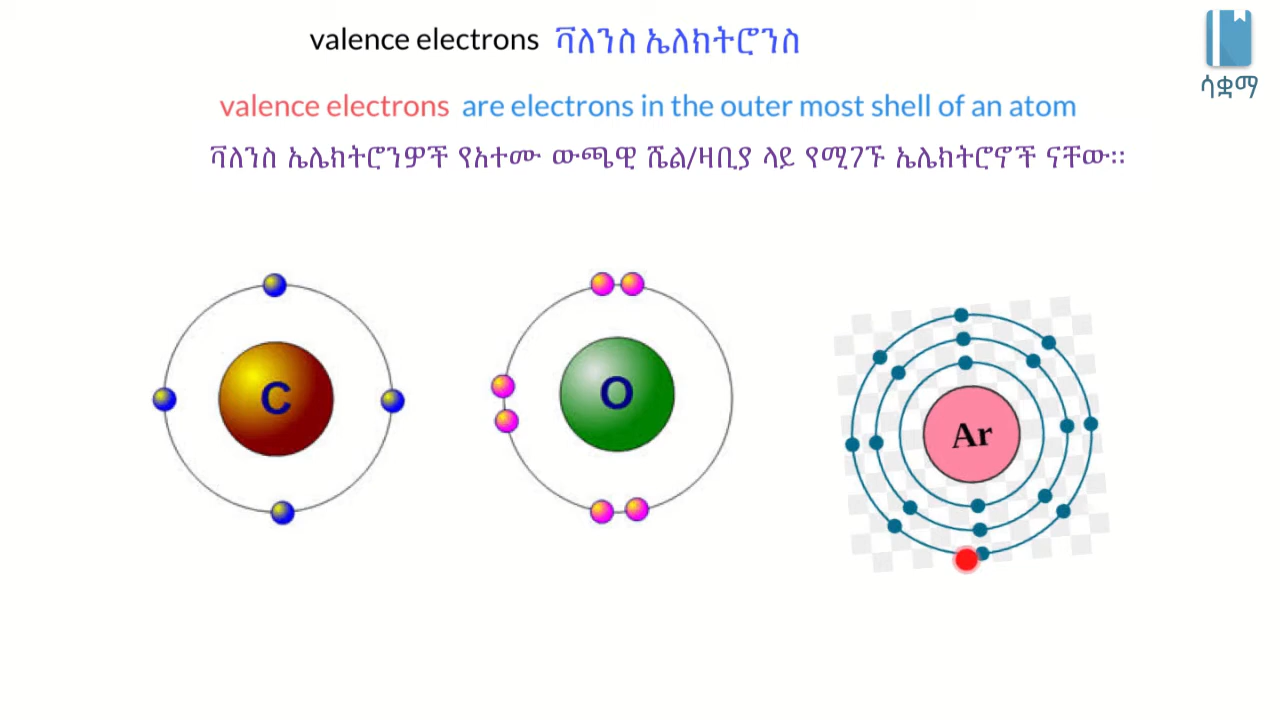 valence electrons ቫለንስ ኤለክትሮንስ
ሳቋማ
valence electrons are electrons in the outer most shell of an atom
ቫለንስ ኤሌክትሮንዎች የአተሙ ውጫዊ ሼል/ዛቢያ ላይ የሚገኙ ኤሌክትሮኖች ናቸው።
C
O
Ar